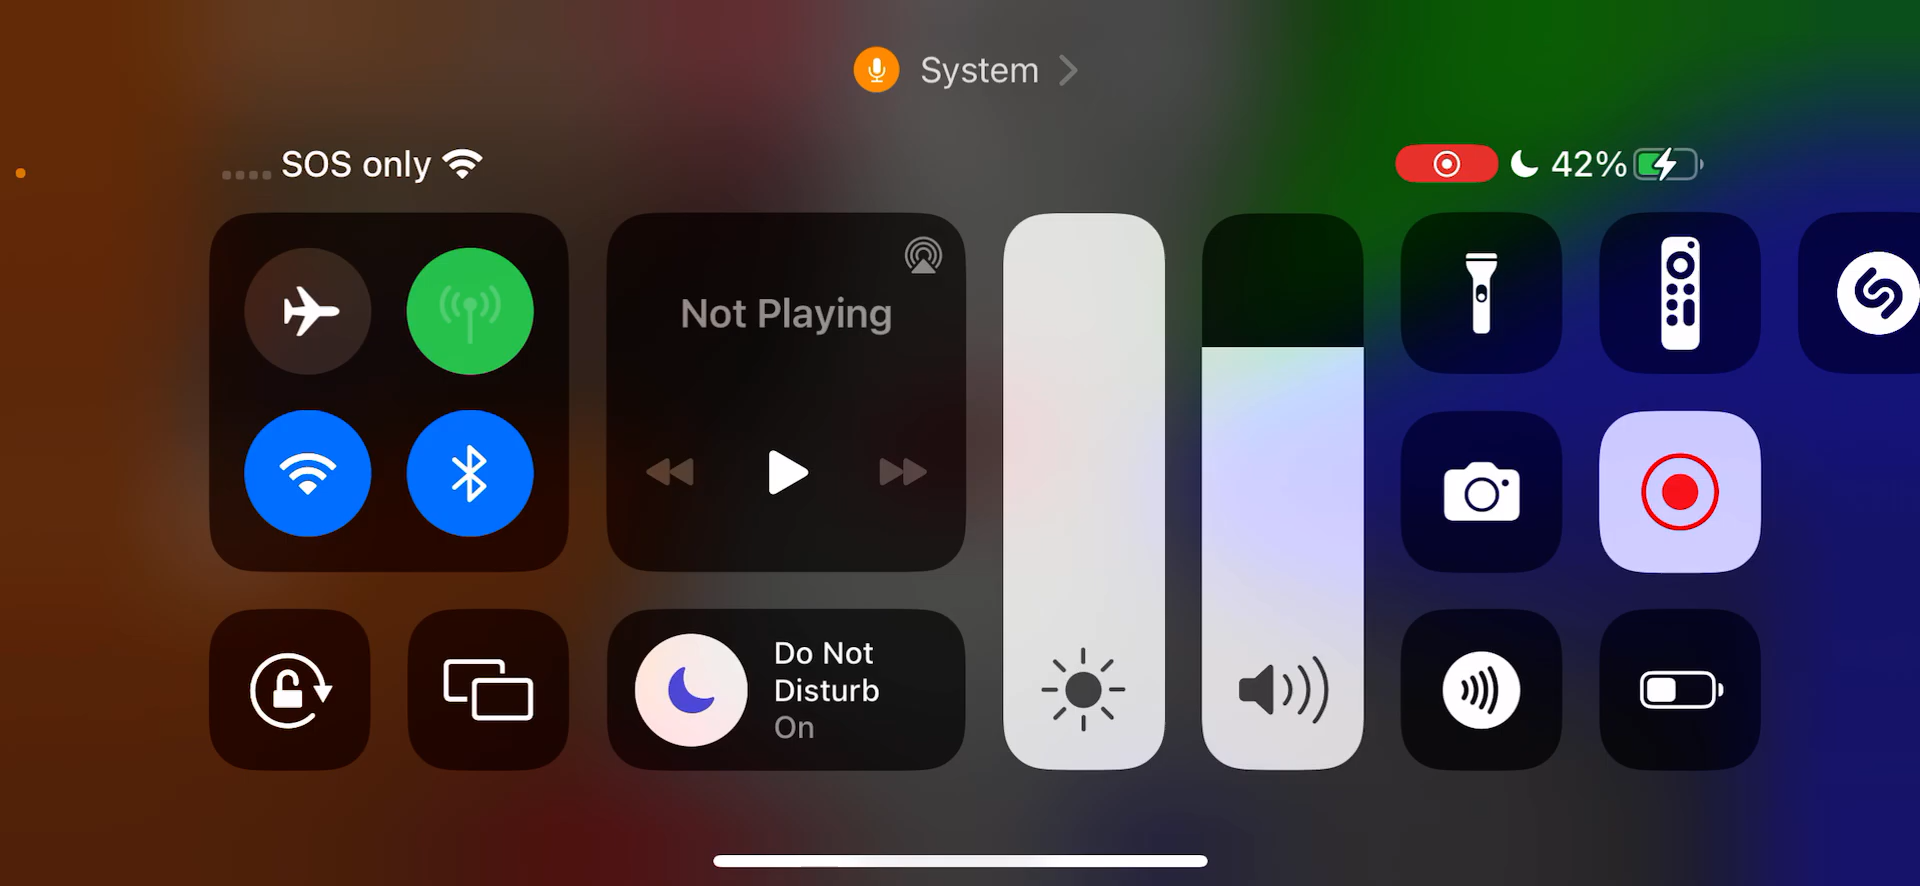 System
SOS only
42%
Not Playing
Do Not
Disturb
On